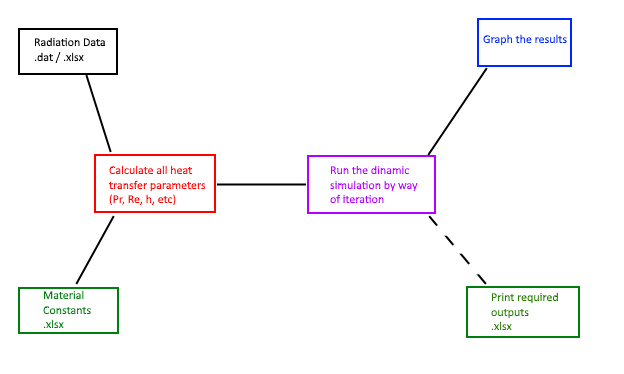 Radiation Data
.dat / .xlsx
Graph the results
Calculate all heat
transfer parameters
(Pr, Re, h, etc)
Run the dinamic
simulation by way
of iteration
Material
Constants
.xlsx
Print required
outputs
.xlsx